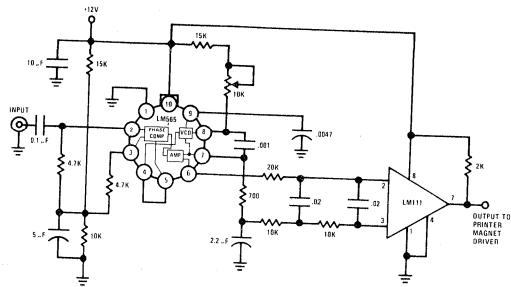 +12V
15K
10 µF
15K
10K
1
10
9
LM565
INPUT
2
PHASE COMP
VCO
8
.0047
0.1 µF
3
7
.001
AMP
4
5
6
20K
8
2K
4.7K
4.7K
700
.02
.02
2
LM111
7
3
OUTPUT TO
PRINTER
MAGNET
DRIVER
5 µF
10K
2.2 µF
10K
10K
1
4